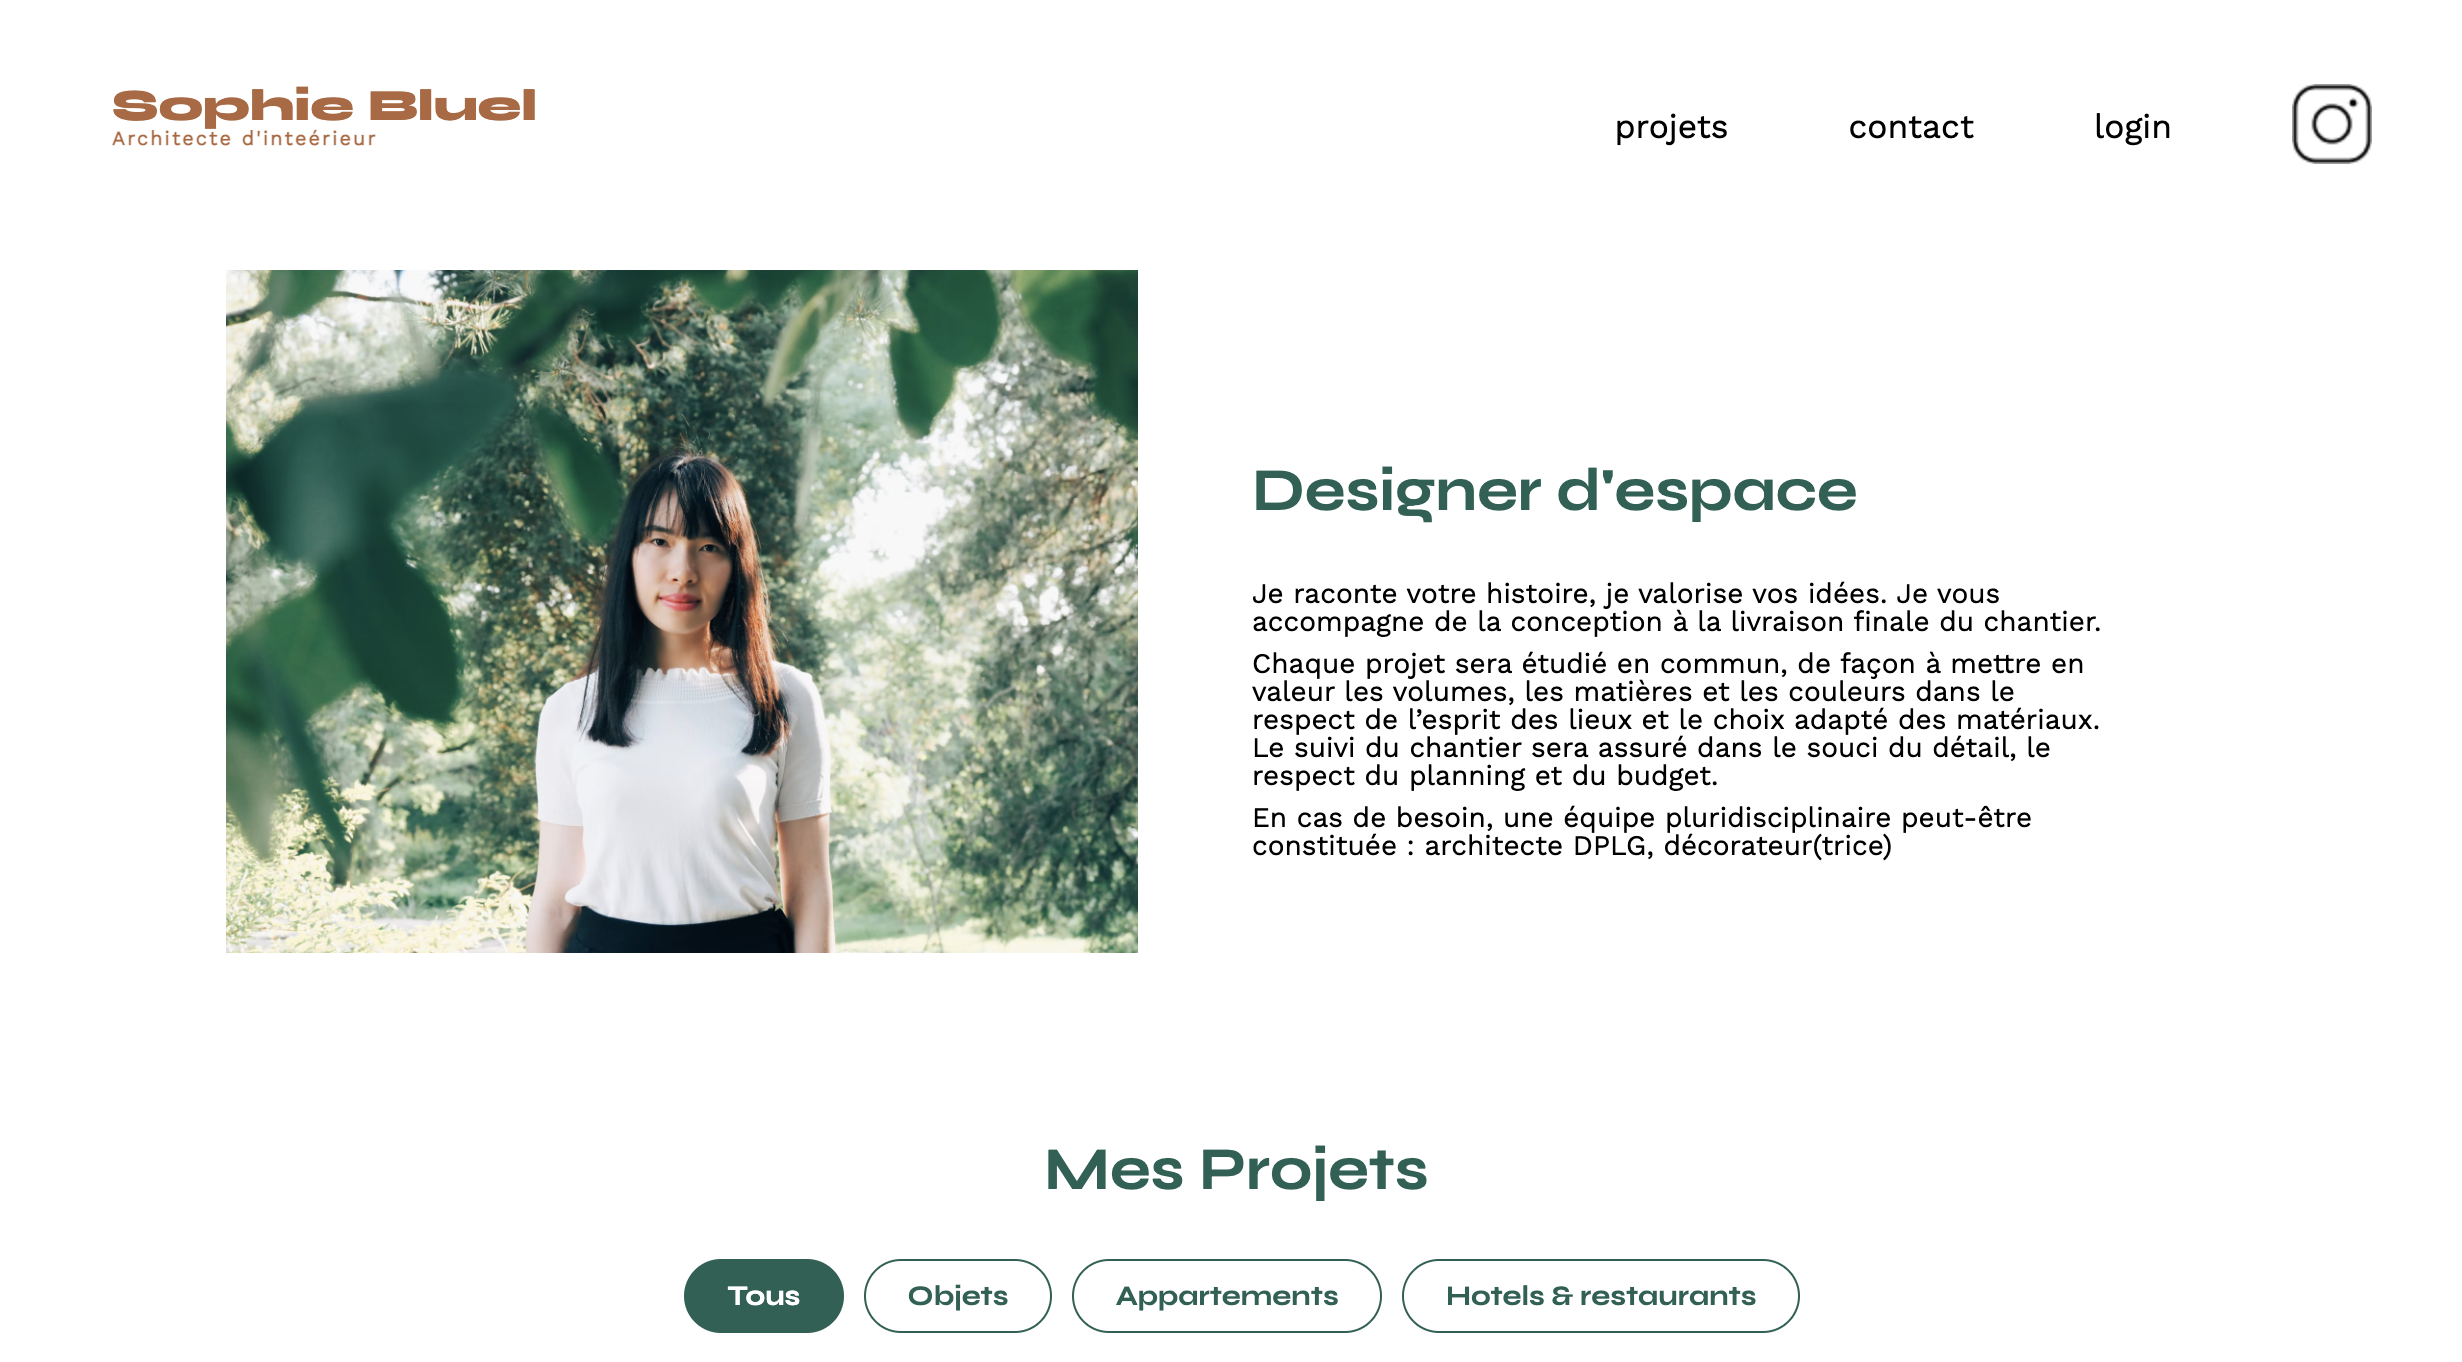 Sophie Bluel
Architecte d'inteérieur
projets
contact
login
Designer d'espace
Je raconte votre histoire, je valorise vos idées. Je vous
accompagne de la conception à la livraison finale du chantier.
Chaque projet sera étudié en commun, de façon à mettre en
valeur les volumes, les matières et les couleurs dans le
respect de l’esprit des lieux et le choix adapté des matériaux.
Le suivi du chantier sera assuré dans le souci du détail, le
respect du planning et du budget.
En cas de besoin, une équipe pluridisciplinaire peut-être
constituée : architecte DPLG, décorateur(trice)
Mes Projets
Tous
Objets
Appartements
Hotels & restaurants